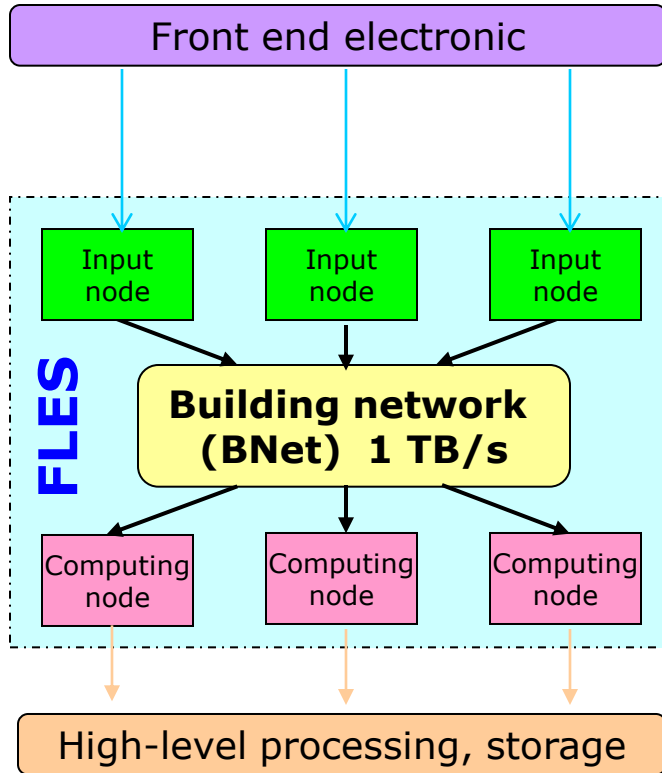 Front end electronic
Input
node
Input
node
Input
node
FLES
Building network
(BNet) 1 TB/s
Computing
node
Computing
node
Computing
node
High-level processing, storage